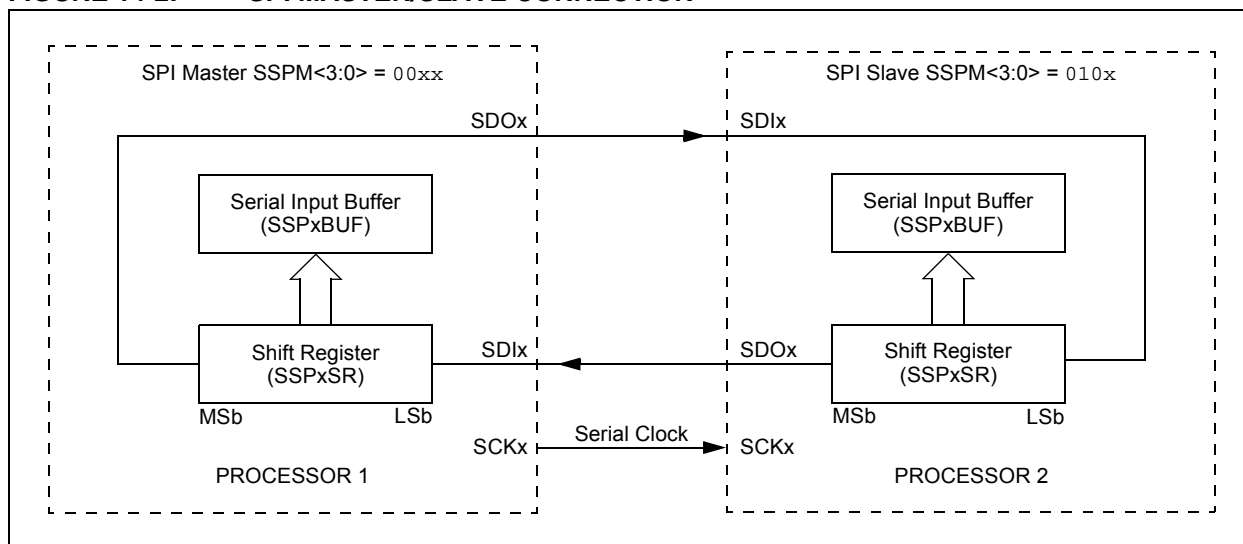 SPI Master SSPM<3:0> = 00xx
SPI Slave SSPM<3:0> = 010x
SDOx
SDIx
Serial Input Buffer
(SSPxBUF)
Serial Input Buffer
(SSPxBUF)
Shift Register
(SSPxSR)
SDIx
SDOx
Shift Register
(SSPxSR)
MSb
LSb
MSb
LSb
SCKx
Serial Clock
SCKx
PROCESSOR 1
PROCESSOR 2